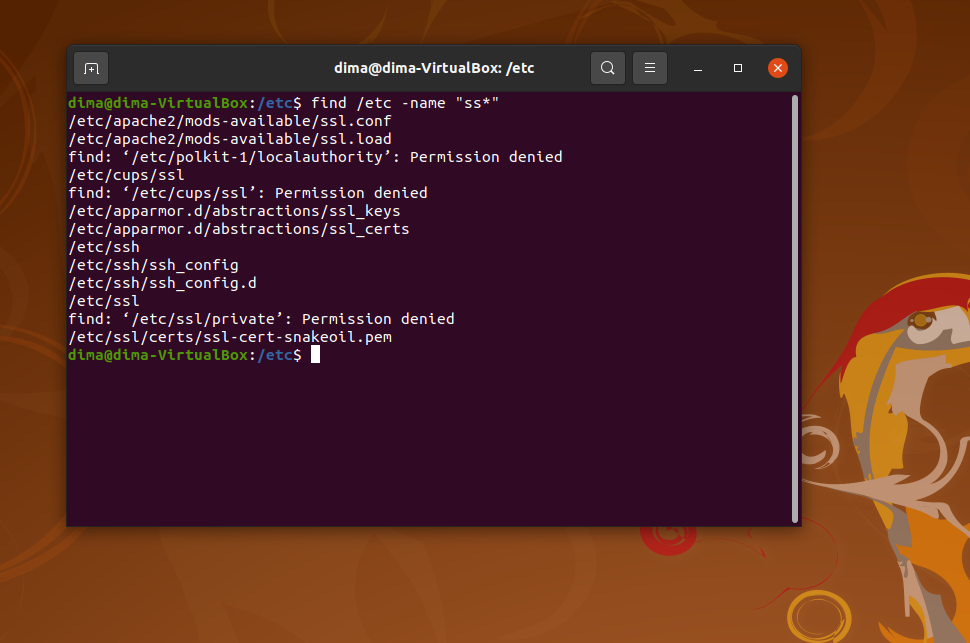 dima@dima-VirtualBox: /etc
dima@dima-VirtualBox:/etc$ find /etc -name "ss*"
/etc/apache2/mods-available/ssl.conf
/etc/apache2/mods-available/ssl.load
find: ‘/etc/polkit-1/localauthority’: Permission denied
/etc/cups/ssl
find: ‘/etc/cups/ssl’: Permission denied
/etc/apparmor.d/abstractions/ssl_keys
/etc/apparmor.d/abstractions/ssl_certs
/etc/ssh
/etc/ssh/ssh_config
/etc/ssh/ssh_config.d
/etc/ssl
find: ‘/etc/ssl/private’: Permission denied
/etc/ssl/certs/ssl-cert-snakeoil.pem
dima@dima-VirtualBox:/etc$